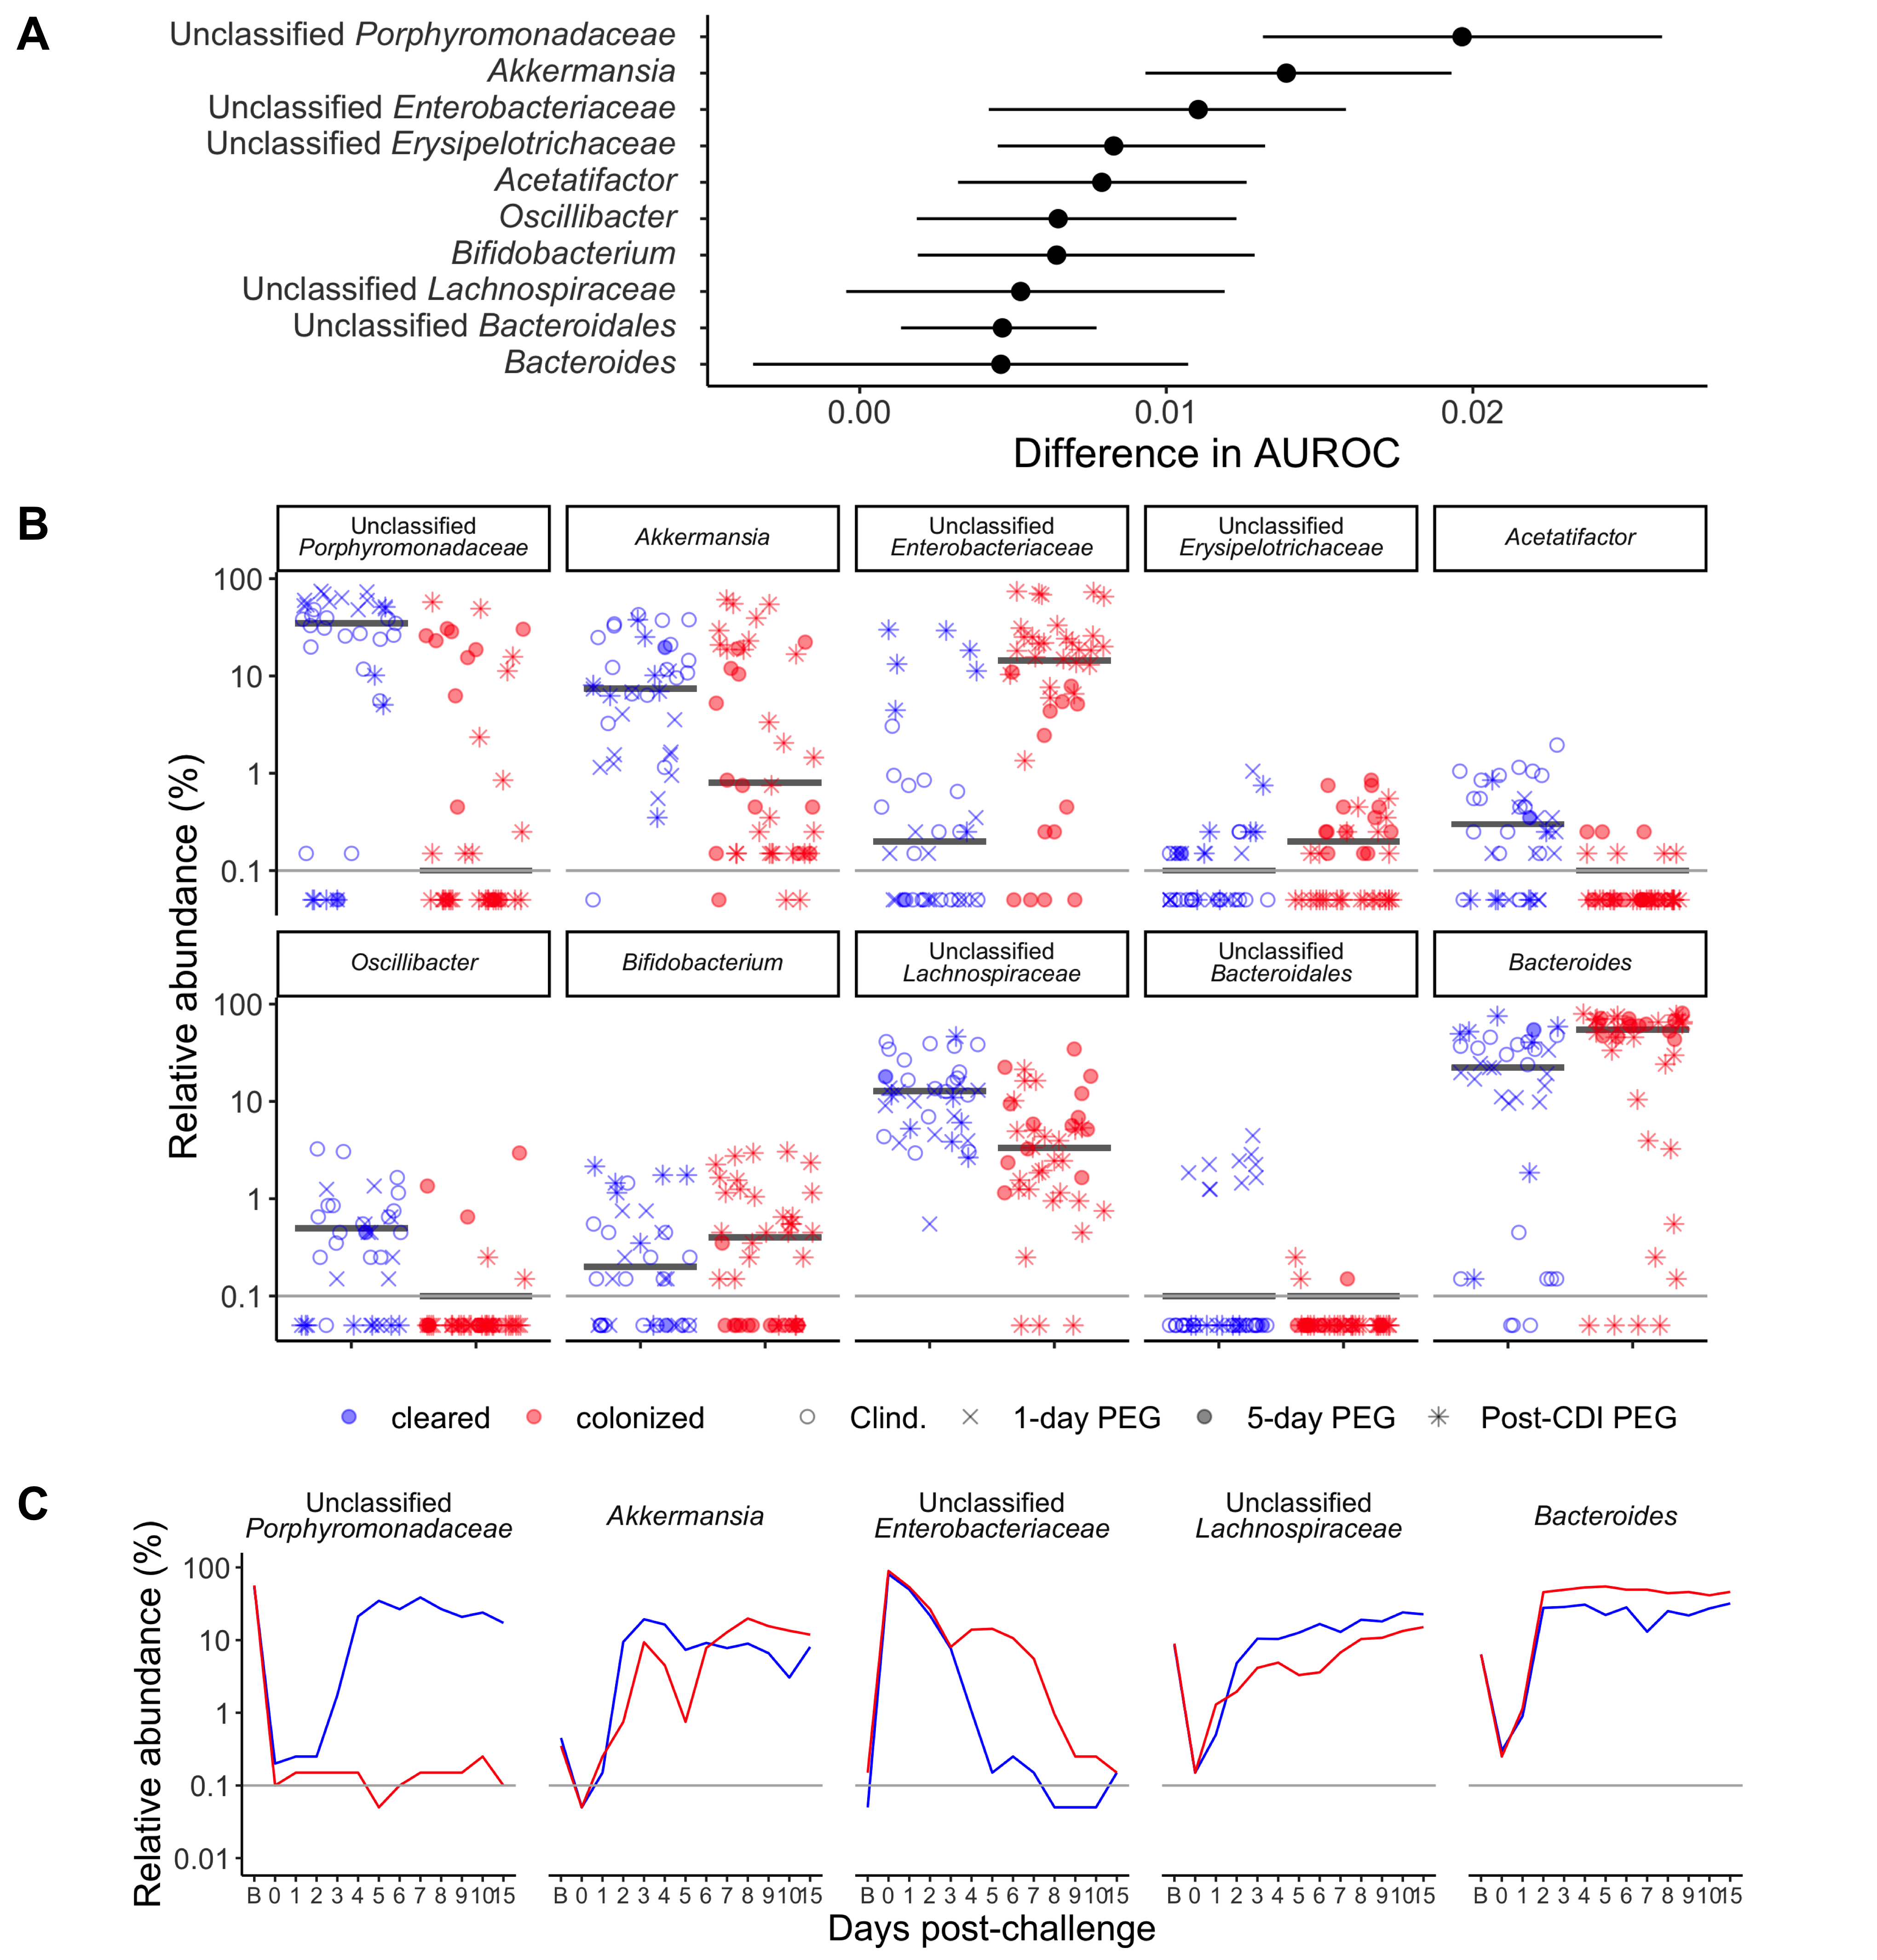 A
Unclassified Porphyromonadaceae
Akkermansia
Unclassified Enterobacteriaceae
Unclassified Erysipelotrichaceae
Acetatifactor
Oscillibacter
Bifidobacterium
Unclassified Lachnospiraceae
Unclassified Bacteroidales
Bacteroides
0.00 0.01 0.02
Difference in AUROC
B
Relative abundance (%)
Unclassified
Porphyromonadaceae
Akkermansia
Unclassified
Enterobacteriaceae
Unclassified
Erysipelotrichaceae
Acetatifactor
100
10
1
0.1
Oscillibacter
Bifidobacterium
Unclassified
Lachnospiraceae
Unclassified
Bacteroidales
Bacteroides
100
10
1
0.1
cleared colonized Clind. 1-day PEG 5-day PEG Post-CDI PEG
C
Relative abundance (%)
Unclassified
Porphyromonadaceae
Akkermansia
Unclassified
Enterobacteriaceae
Unclassified
Lachnospiraceae
Bacteroides
100
10
1
0.1
0.01
B 0 1 2 3 4 5 6 7 8 9 10 15
B 0 1 2 3 4 5 6 7 8 9 10 15
B 0 1 2 3 4 5 6 7 8 9 10 15
B 0 1 2 3 4 5 6 7 8 9 10 15
B 0 1 2 3 4 5 6 7 8 9 10 15
Days post-challenge